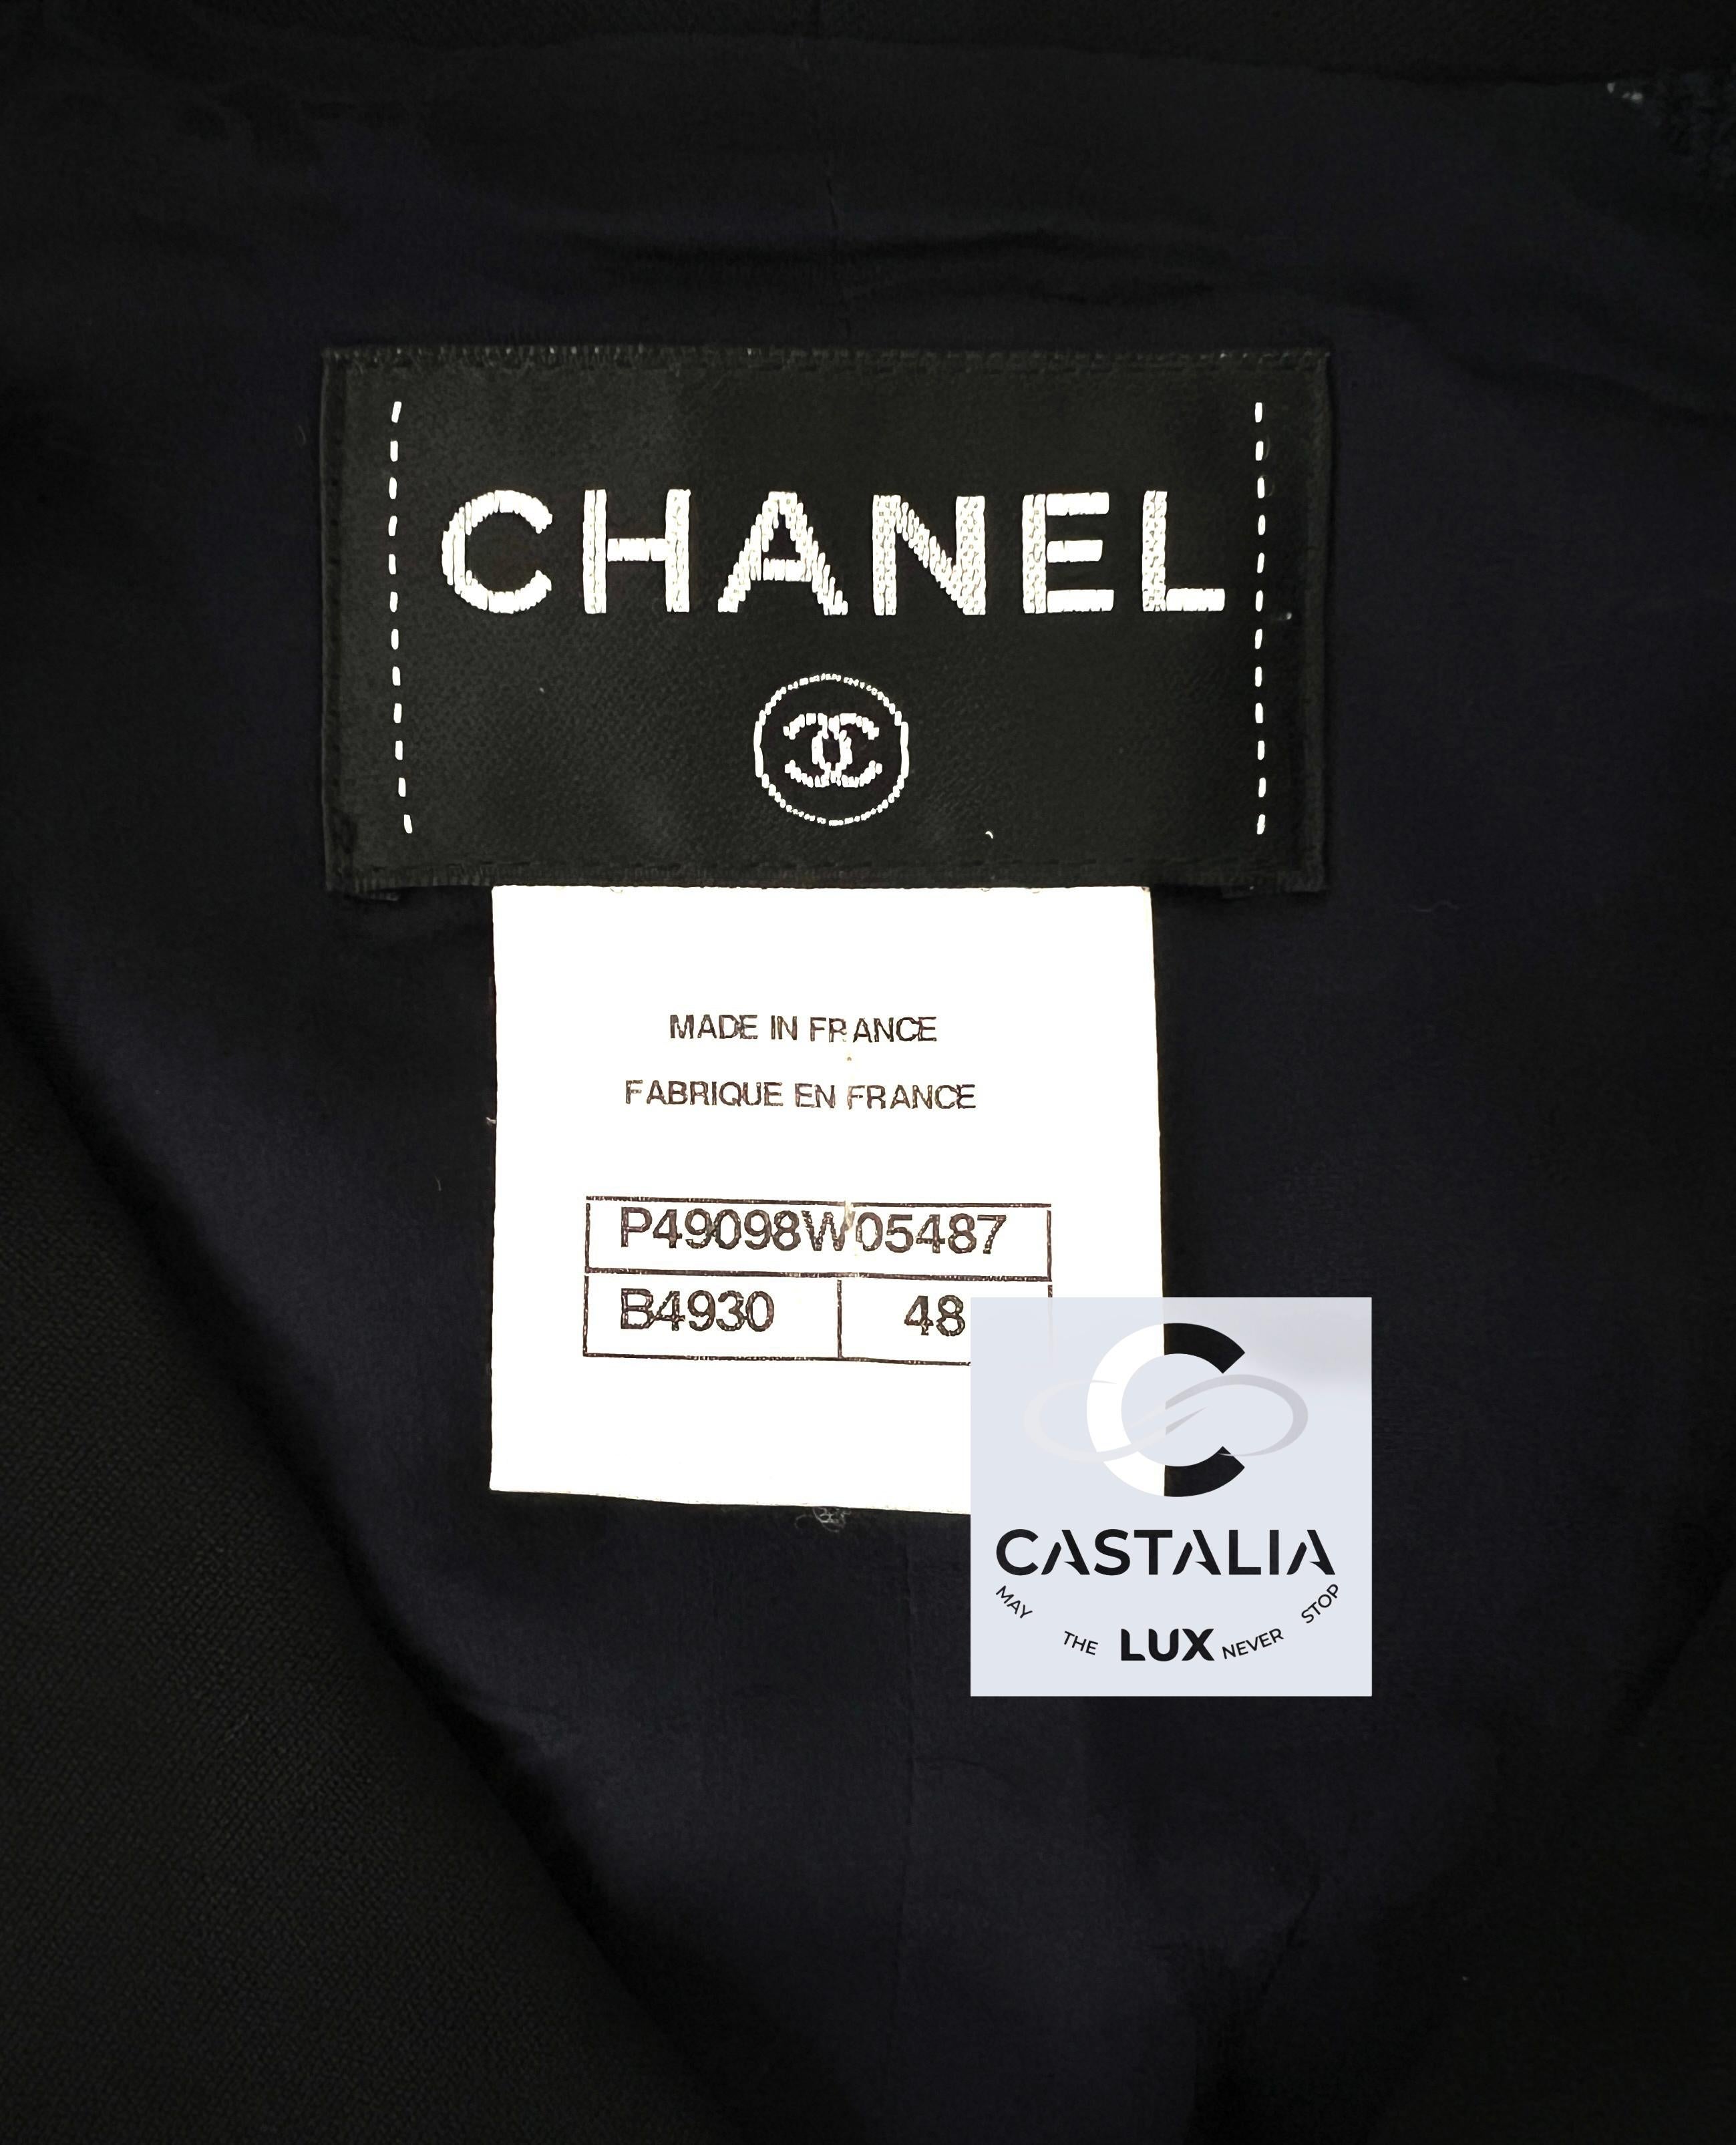 CHANEL
MADE IN FRANCE
FABRIQUE EN FRANCE
P49098W05487
B4930 48
CASTALIA
MAY THE LUX NEVER STOP